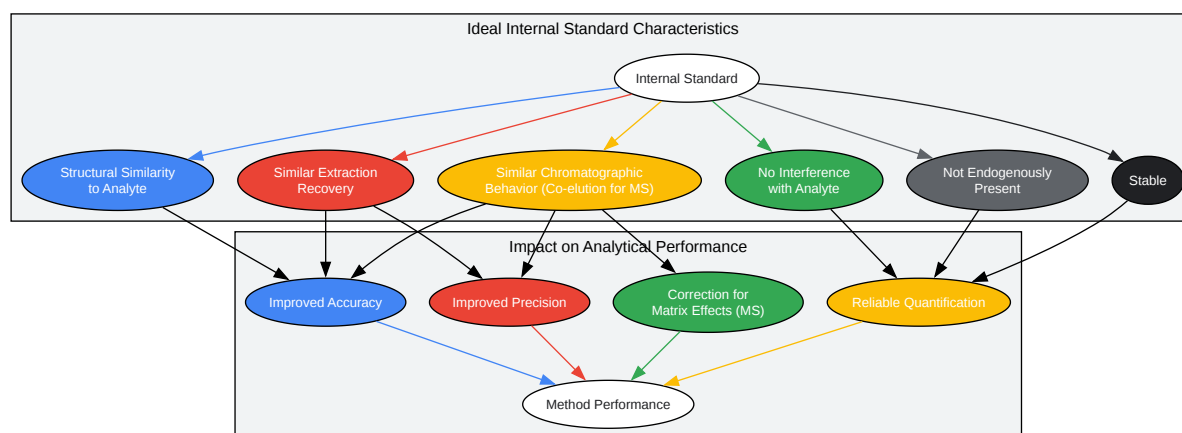 Ideal Internal Standard Characteristics
Internal Standard
Structural Similarity
to Analyte
Similar Extraction
Recovery
Similar Chromatographic
Behavior (Co-elution for MS)
No Interference
with Analyte
Not Endogenously
Present
Stable
Impact on Analytical Performance
Improved Accuracy
Improved Precision
Correction for
Matrix Effects (MS)
Reliable Quantification
Method Performance